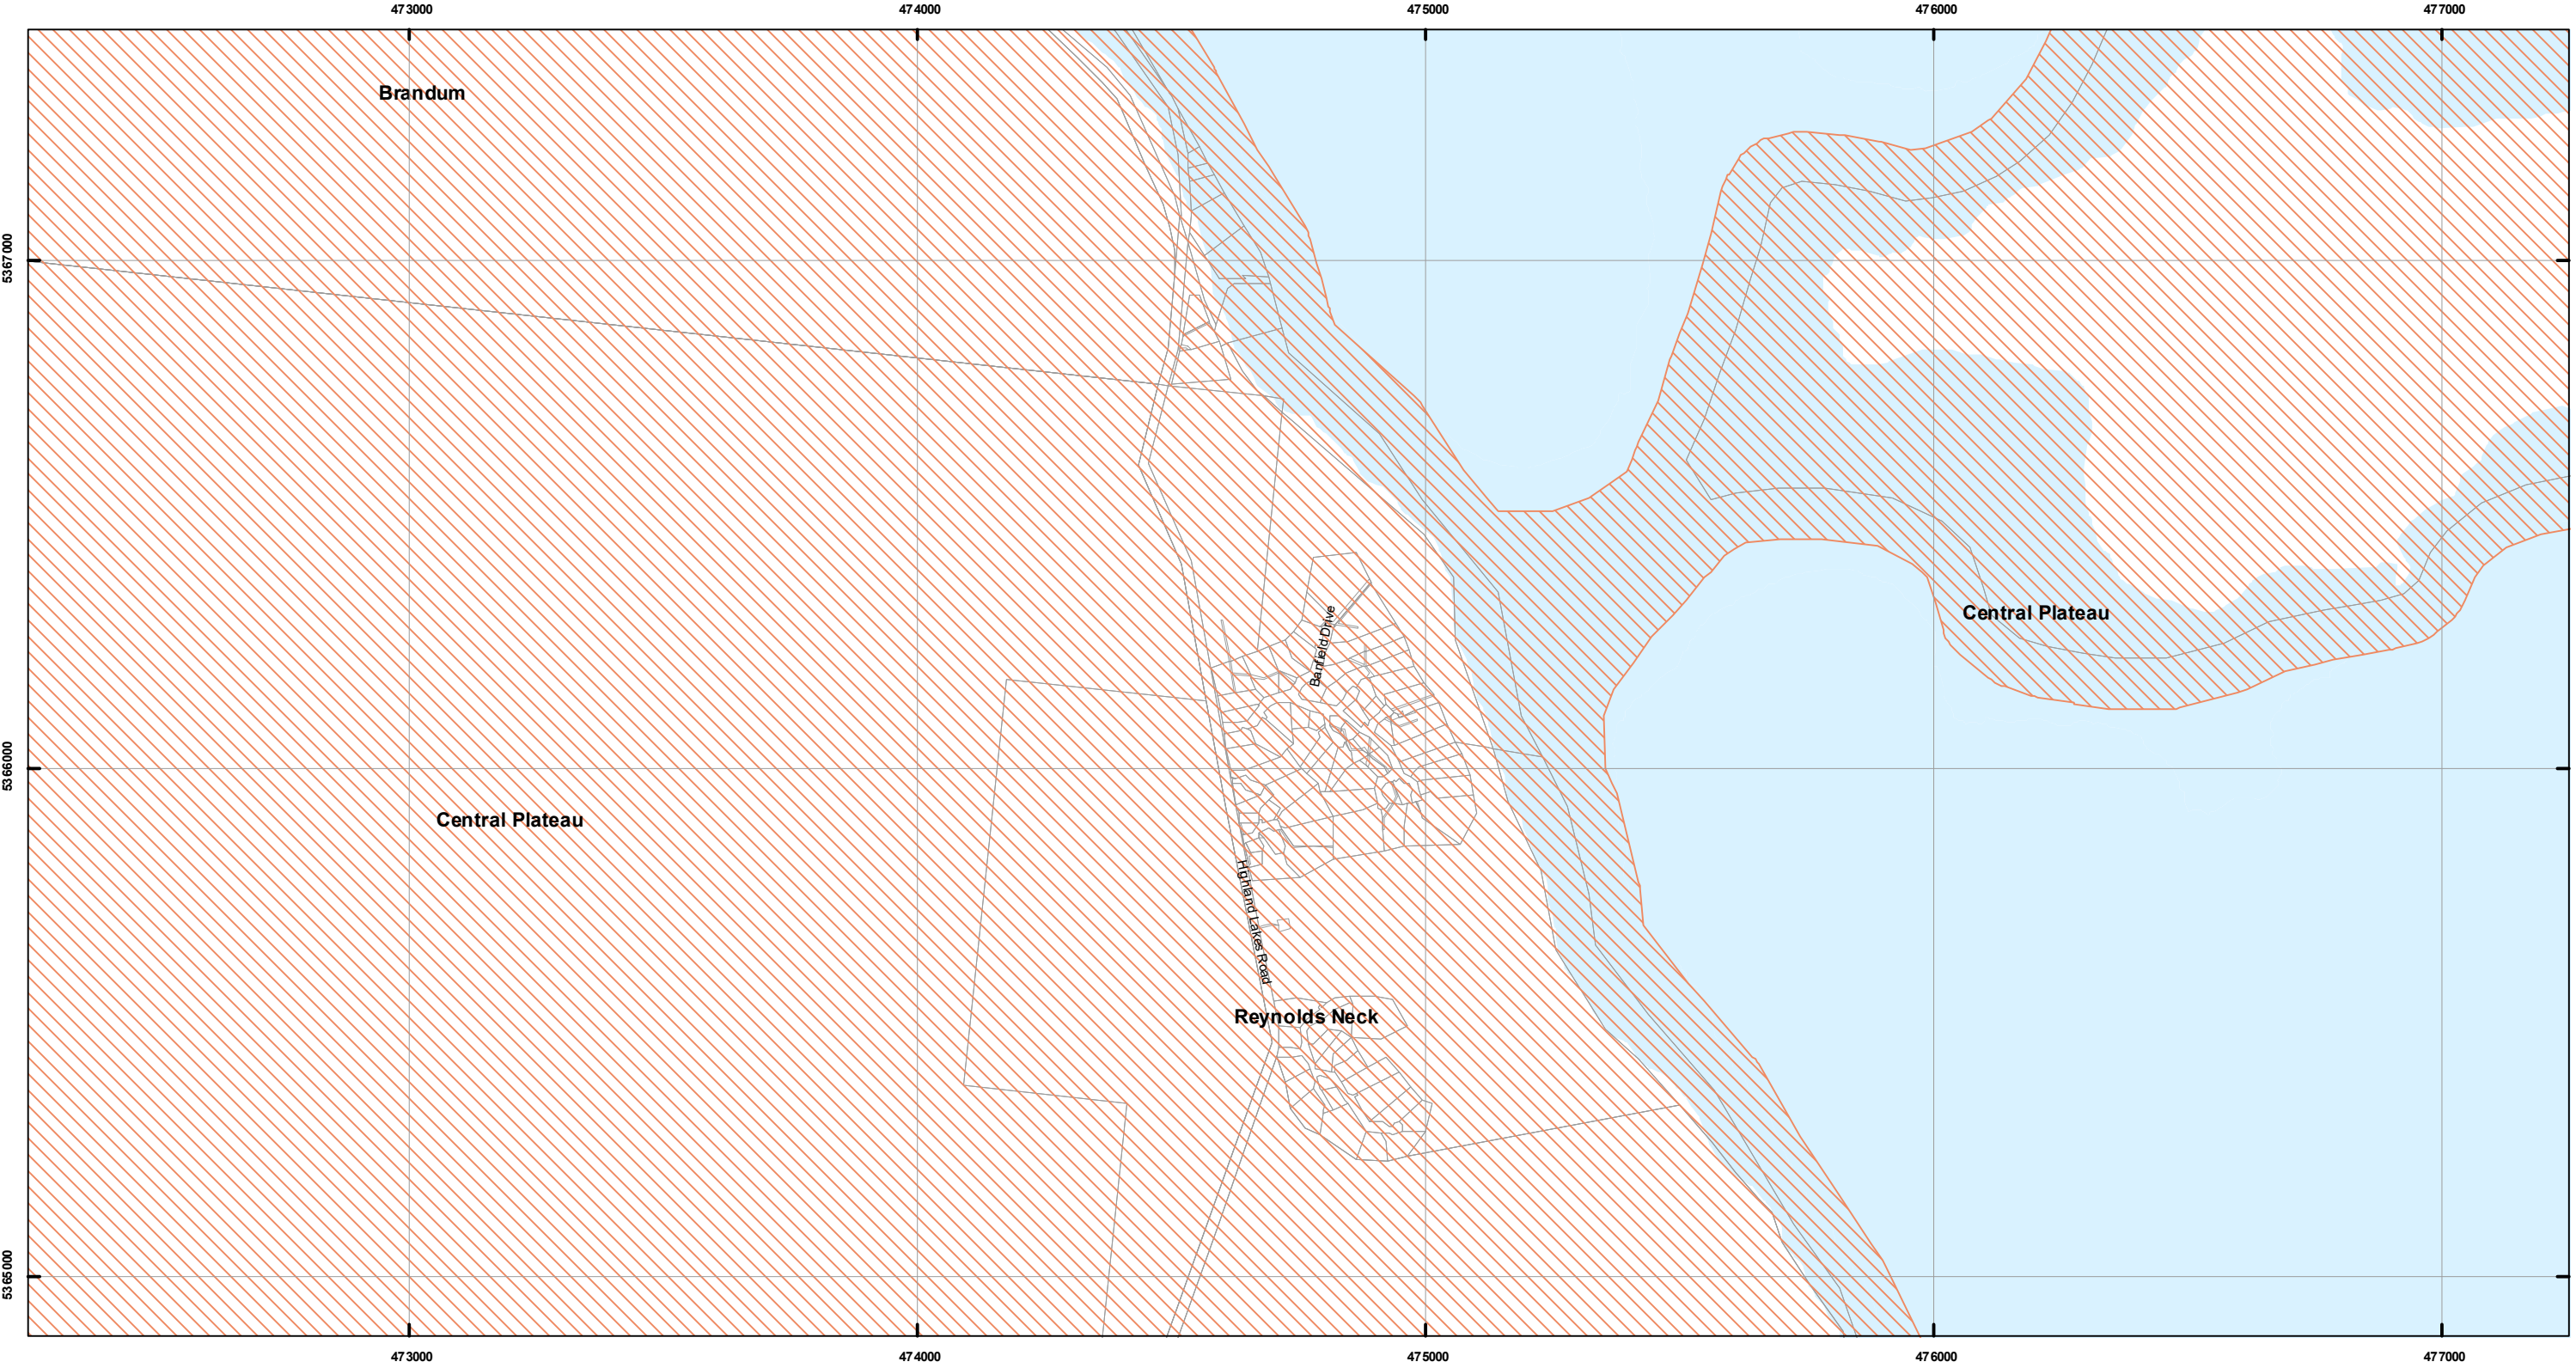 473000
474000
475000
476000
477000
Brandum
5367000
Central Plateau
Banfield Drive
5366000
Central Plateau
Highland Lakes Road
Reynolds Neck
5365000
473000
474000
475000
476000
477000